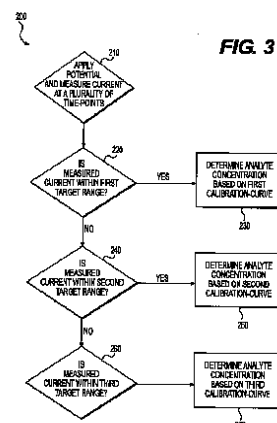 200
FIG. 3
210
APPLY
POTENTIAL
AND MEASURE CURRENT
AT A PLURALITY OF
TIME-POINTS
220
IS
MEASURED
CURRENT WITHIN FIRST
TARGET RANGE?
YES
DETERMINE ANALYTE
CONCENTRATION
BASED ON FIRST
CALIBRATION-CURVE
230
NO
240
IS
MEASURED
CURRENT WITHIN SECOND
TARGET RANGE?
YES
DETERMINE ANALYTE
CONCENTRATION
BASED ON SECOND
CALIBRATION-CURVE
250
NO
260
IS
MEASURED
CURRENT WITHIN THIRD
TARGET RANGE?
DETERMINE ANALYTE
CONCENTRATION
BASED ON THIRD
CALIBRATION-CURVE